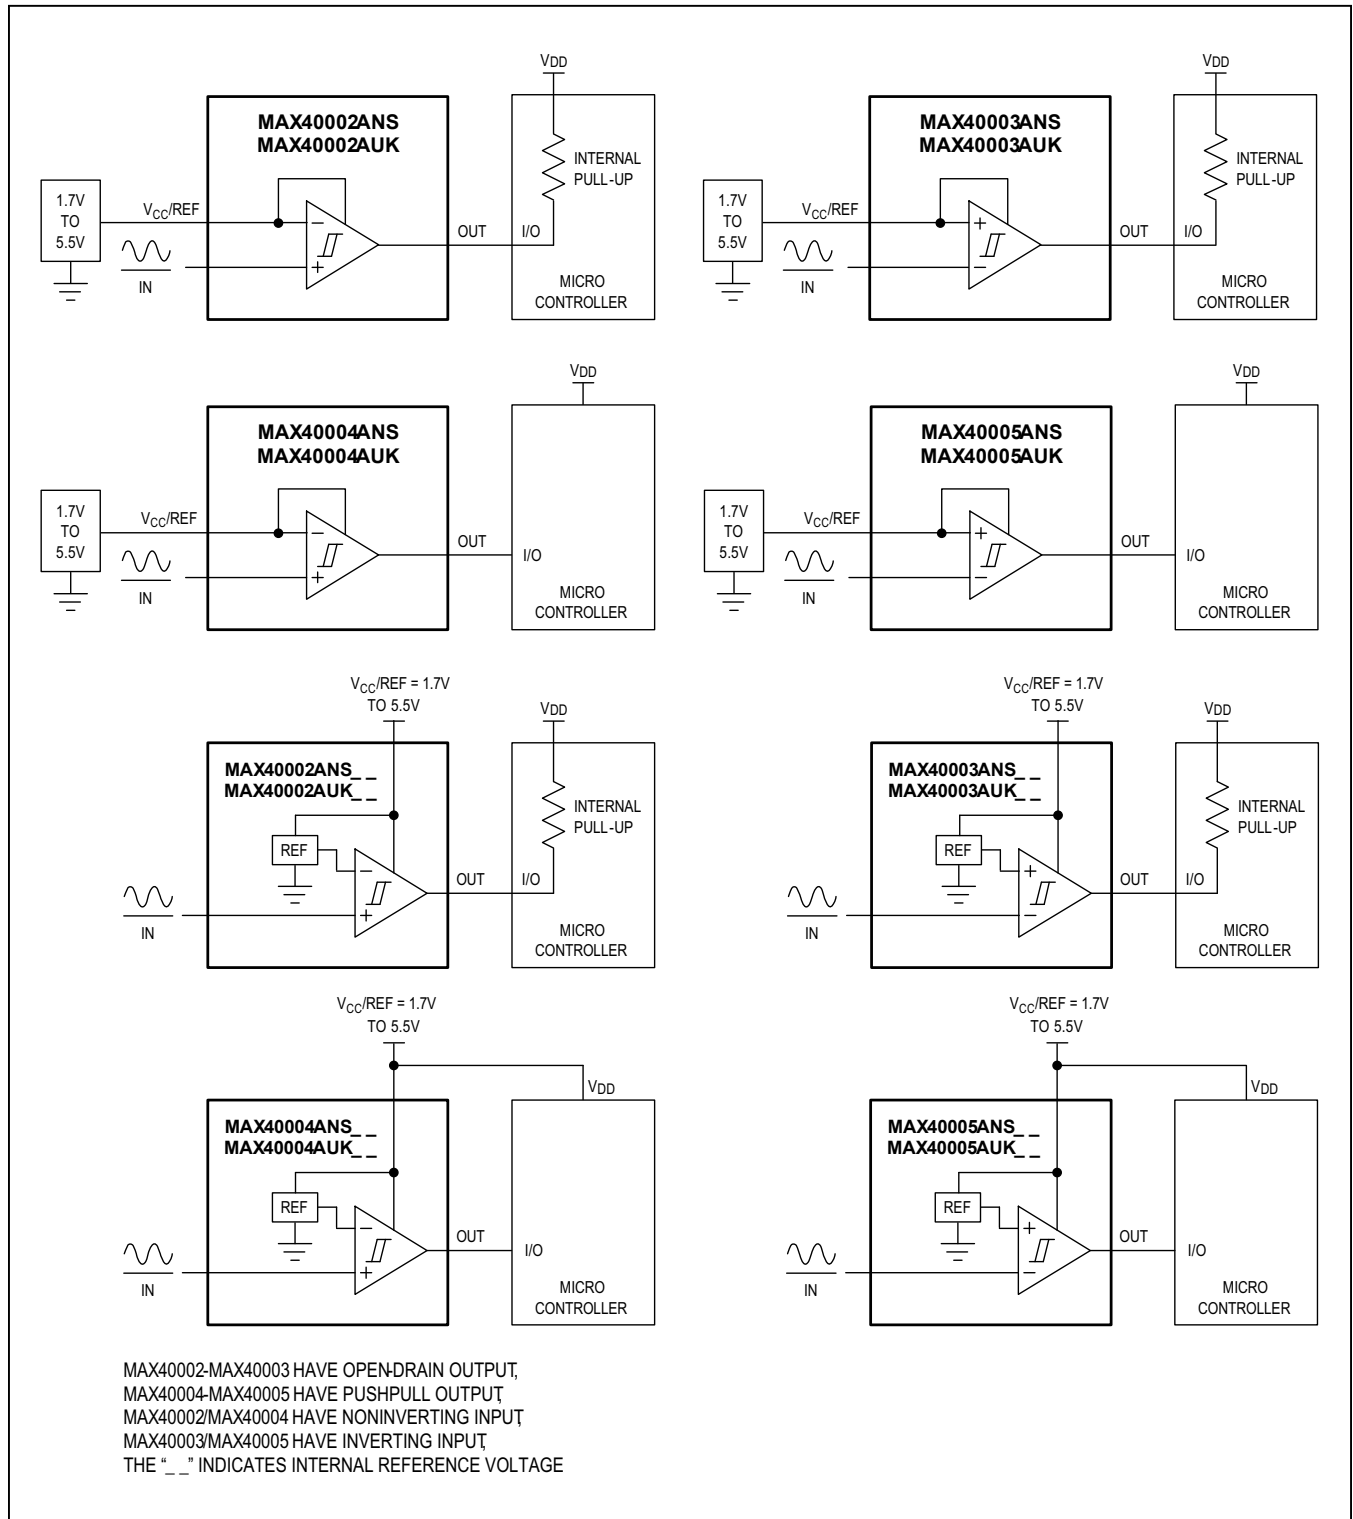 VDD
MAX40002ANS
MAX40002AUK
INTERNAL
PULL-UP
1.7V
TO
5.5V
VCC/REF
IN
−
+
OUT
I/O
MICRO
CONTROLLER
VDD
MAX40003ANS
MAX40003AUK
INTERNAL
PULL-UP
1.7V
TO
5.5V
VCC/REF
IN
+
−
OUT
I/O
MICRO
CONTROLLER
VDD
MAX40004ANS
MAX40004AUK
1.7V
TO
5.5V
VCC/REF
IN
−
+
OUT
I/O
MICRO
CONTROLLER
VDD
MAX40005ANS
MAX40005AUK
1.7V
TO
5.5V
VCC/REF
IN
+
−
OUT
I/O
MICRO
CONTROLLER
VCC/REF = 1.7V
TO 5.5V
VDD
MAX40002ANS_ _
MAX40002AUK_ _
INTERNAL
PULL-UP
REF
−
+
IN
OUT
I/O
MICRO
CONTROLLER
VCC/REF = 1.7V
TO 5.5V
VDD
MAX40003ANS_ _
MAX40003AUK_ _
INTERNAL
PULL-UP
REF
+
−
IN
OUT
I/O
MICRO
CONTROLLER
VCC/REF = 1.7V
TO 5.5V
VDD
MAX40004ANS_ _
MAX40004AUK_ _
REF
−
+
IN
OUT
I/O
MICRO
CONTROLLER
VCC/REF = 1.7V
TO 5.5V
VDD
MAX40005ANS_ _
MAX40005AUK_ _
REF
+
−
IN
OUT
I/O
MICRO
CONTROLLER
MAX40002-MAX40003 HAVE OPEN-DRAIN OUTPUT,
MAX40004-MAX40005 HAVE PUSHPULL OUTPUT,
MAX40002/MAX40004 HAVE NONINVERTING INPUT,
MAX40003/MAX40005 HAVE INVERTING INPUT,
THE “_ _” INDICATES INTERNAL REFERENCE VOLTAGE